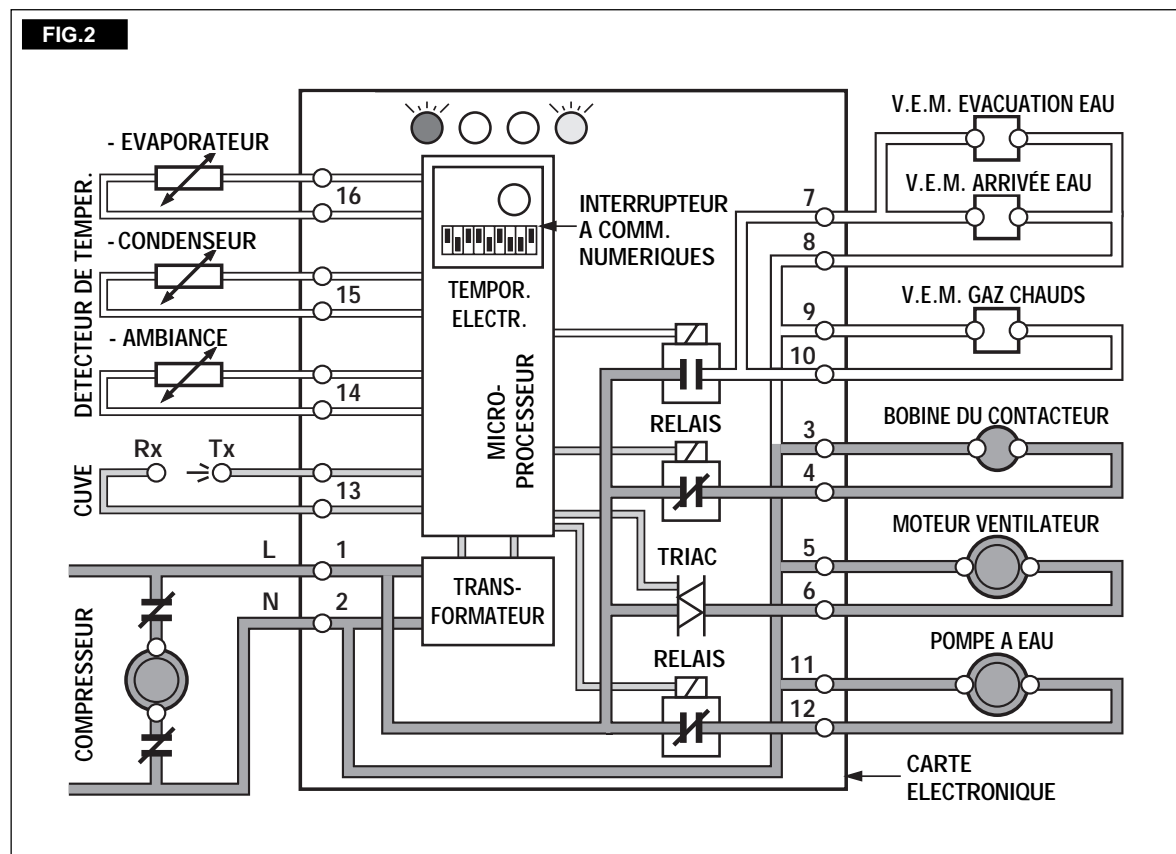 FIG.2
- EVAPORATEUR
16
- CONDENSEUR
15
- AMBIANCE
14
DETECTEUR DE TEMPER.
Rx
Tx
13
CUVE
L
1
N
2
COMPRESSEUR
INTERRUPTEUR
A COMM.
NUMERIQUES
TEMPOR.
ELECTR.
MICRO-
PROCESSEUR
TRANS-
FORMATEUR
RELAIS
TRIAC
RELAIS
V.E.M. EVACUATION EAU
V.E.M. ARRIVÉE EAU
7
8
V.E.M. GAZ CHAUDS
9
10
BOBINE DU CONTACTEUR
3
4
MOTEUR VENTILATEUR
5
6
POMPE A EAU
11
12
CARTE
ELECTRONIQUE